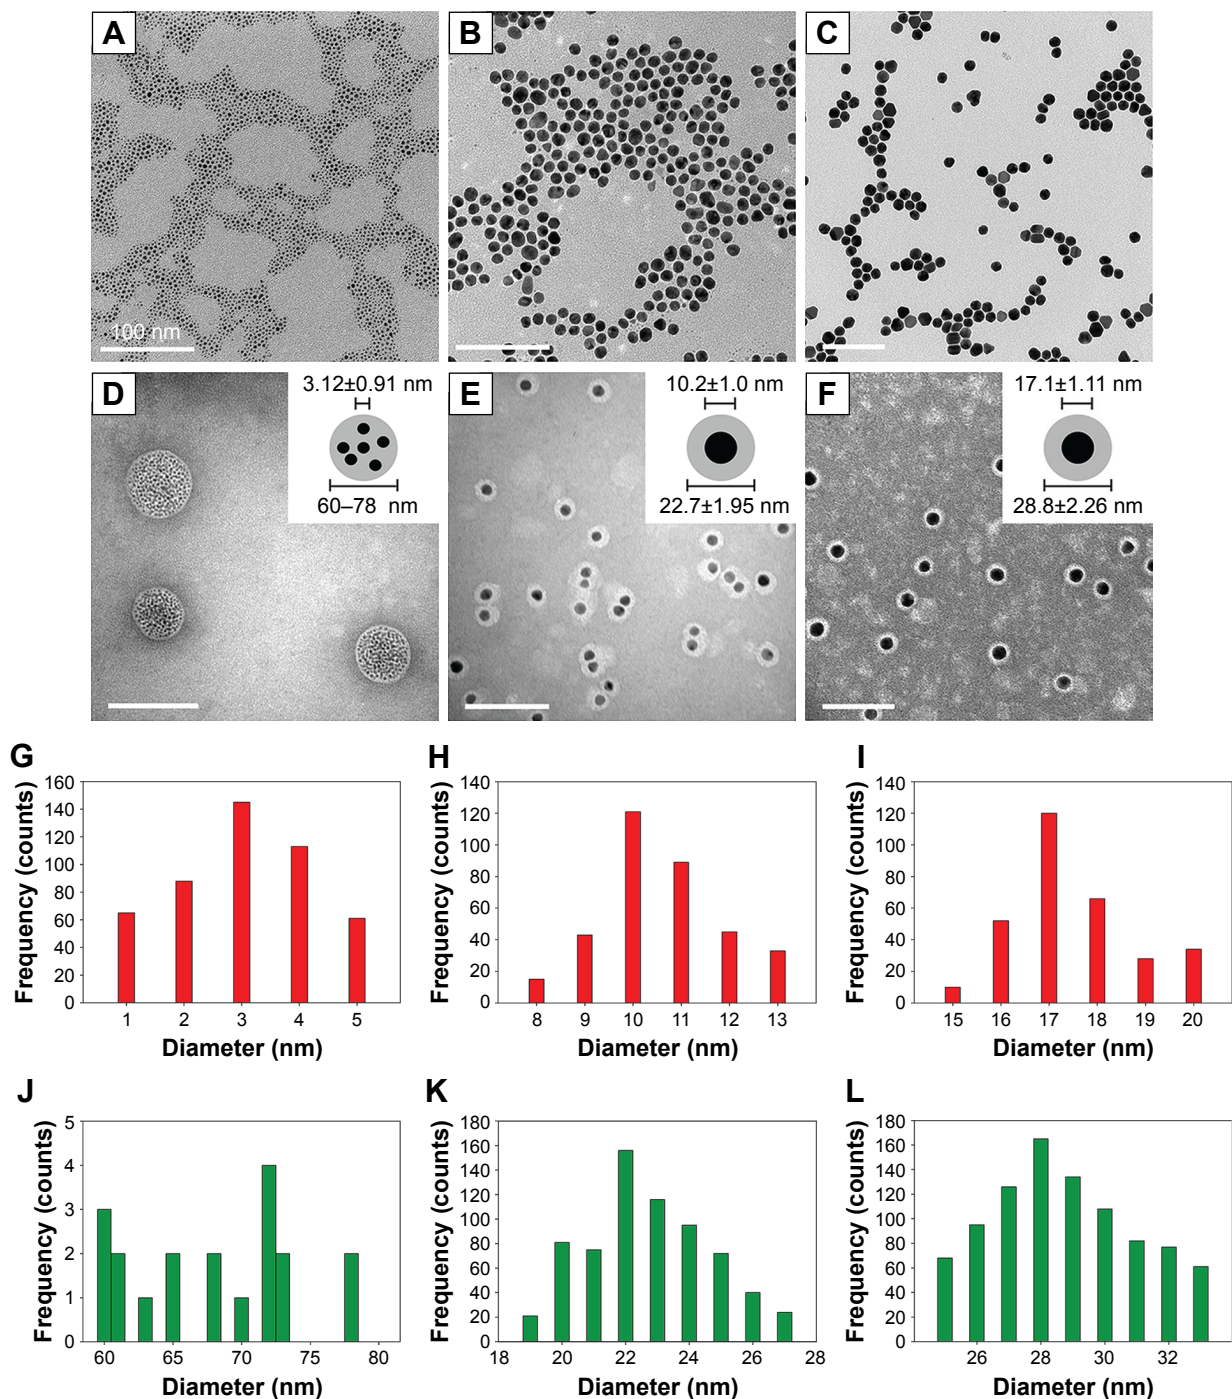 A
B
C
100 nm
D
3.12±0.91 nm
60–78 nm
E
10.2±1.0 nm
22.7±1.95 nm
F
17.1±1.11 nm
28.8±2.26 nm
G
Frequency (counts)
160
140
120
100
80
60
40
20
0
1 2 3 4 5
Diameter (nm)
H
Frequency (counts)
140
120
100
80
60
40
20
0
8 9 10 11 12 13
Diameter (nm)
I
Frequency (counts)
140
120
100
80
60
40
20
0
15 16 17 18 19 20
Diameter (nm)
J
Frequency (counts)
5
4
3
2
1
0
60 65 70 75 80
Diameter (nm)
K
Frequency (counts)
180
160
140
120
100
80
60
40
20
0
18 20 22 24 26 28
Diameter (nm)
L
Frequency (counts)
180
160
140
120
100
80
60
40
20
0
26 28 30 32
Diameter (nm)